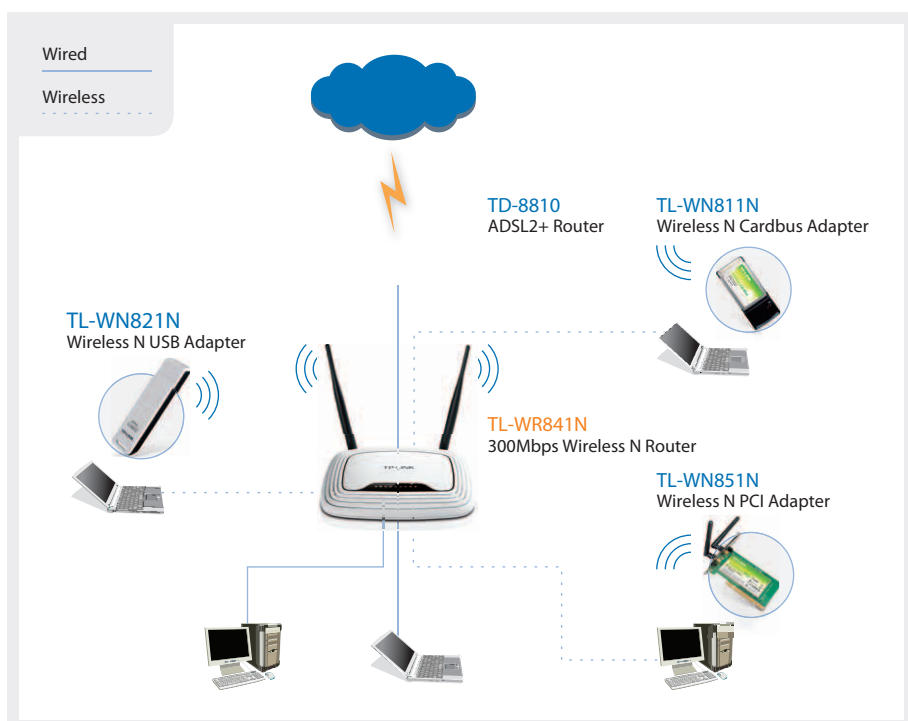 Wired
Wireless
TD-8810
ADSL2+ Router
TL-WN811N
Wireless N Cardbus Adapter
TL-WN821N
Wireless N USB Adapter
TP-LINK
TL-WR841N
300Mbps Wireless N Router
TL-WN851N
Wireless N PCI Adapter